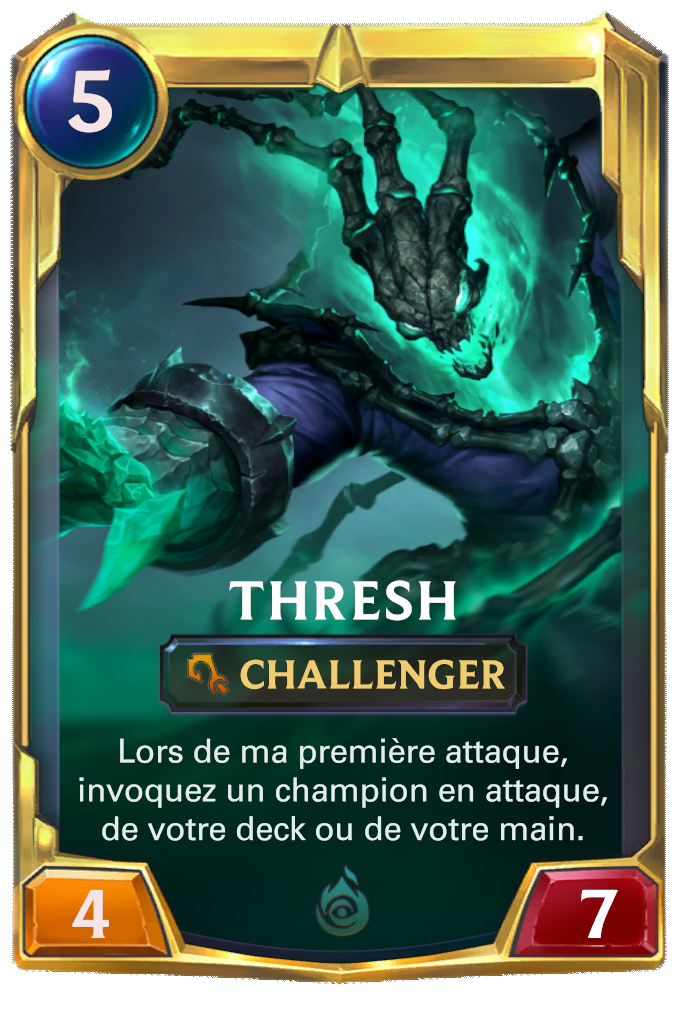 5
THRESH
CHALLENGER
Lors de ma première attaque,
invoquez un champion en attaque,
de votre deck ou de votre main.
4
7